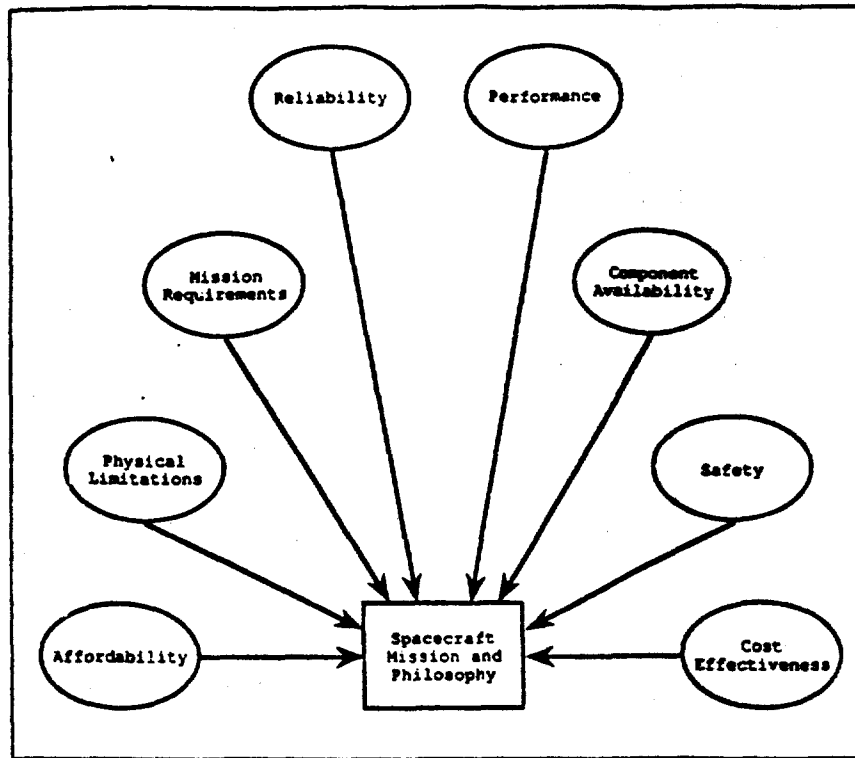 Reliability
Performance
Mission
Requirements
Component
Availability
Physical
Limitations
Safety
Affordability
Spacecraft
Mission and
Philosophy
Cost
Effectiveness